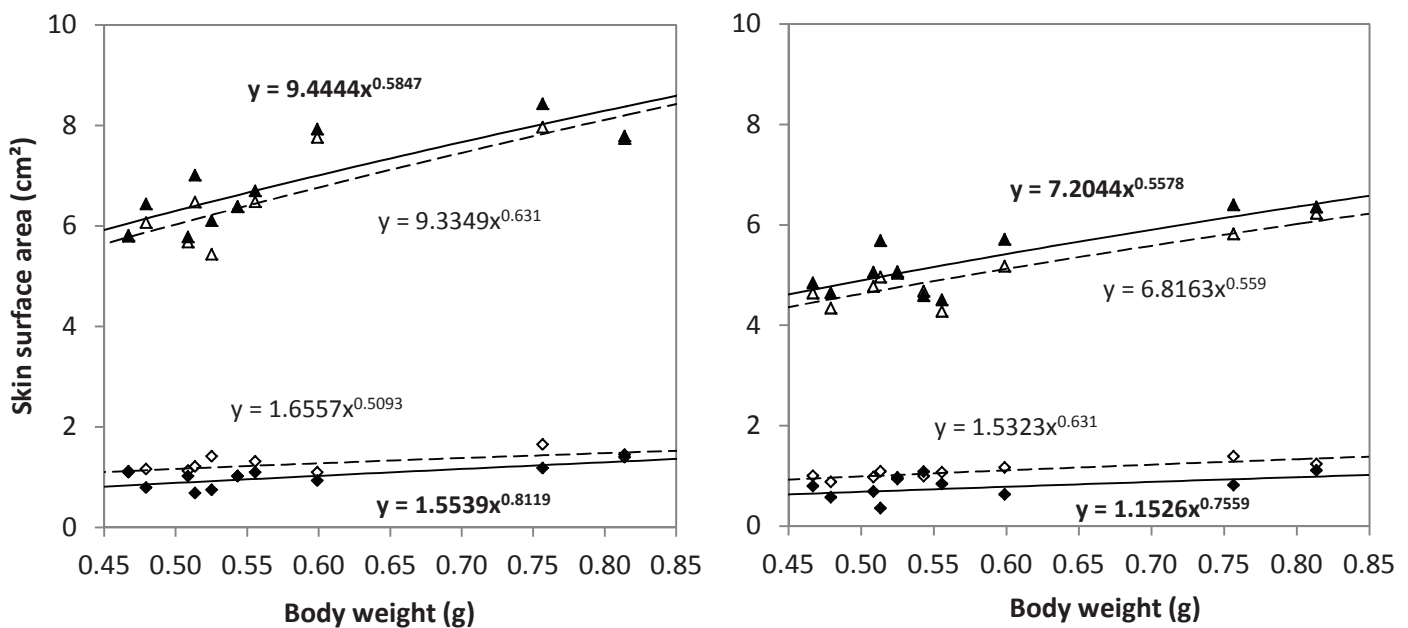 10
8
6
4
2
0
Skin surface area (cm²)
y = 9.4444x^0.5847
y = 9.3349x^0.631
y = 1.6557x^0.5093
y = 1.5539x^0.8119
0.45 0.50 0.55 0.60 0.65 0.70 0.75 0.80 0.85
Body weight (g)
10
8
6
4
2
0
y = 7.2044x^0.5578
y = 6.8163x^0.559
y = 1.5323x^0.631
y = 1.1526x^0.7559
0.45 0.50 0.55 0.60 0.65 0.70 0.75 0.80 0.85
Body weight (g)